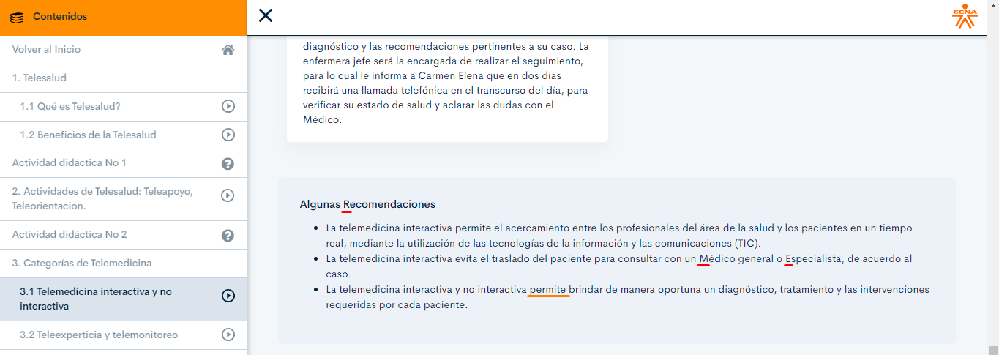 Contenidos
SENA
Volver al Inicio
1. Telesalud
1.1 Qué es Telesalud?
1.2 Beneficios de la Telesalud
Actividad didáctica No 1
2. Actividades de Telesalud: Teleapoyo,
Teleorientación.
Actividad didáctica No 2
3. Categorías de Telemedicina
3.1 Telemedicina interactiva y no
interactiva
3.2 Teleexperticia y telemonitoreo
diagnóstico y las recomendaciones pertinentes a su caso. La
enfermera jefe será la encargada de realizar el seguimiento,
para lo cual le informa a Carmen Elena que en dos días
recibirá una llamada telefónica en el transcurso del día, para
verificar su estado de salud y aclarar las dudas con el
Médico.
Algunas Recomendaciones
La telemedicina interactiva permite el acercamiento entre los profesionales del área de la salud y los pacientes en un tiempo
real, mediante la utilización de las tecnologías de la información y las comunicaciones (TIC).
La telemedicina interactiva evita el traslado del paciente para consultar con un Médico general o Especialista, de acuerdo al
caso.
La telemedicina interactiva y no interactiva permite brindar de manera oportuna un diagnóstico, tratamiento y las intervenciones
requeridas por cada paciente.